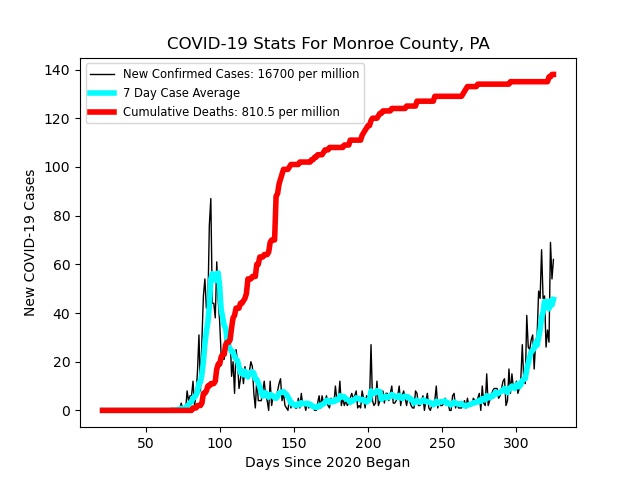 COVID-19 Stats For Monroe County, PA
New Confirmed Cases: 16700 per million
7 Day Case Average
Cumulative Deaths: 810.5 per million
New COVID-19 Cases
140
120
100
80
60
40
20
0
50 100 150 200 250 300
Days Since 2020 Began